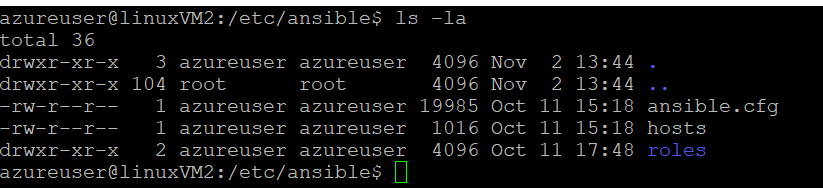 azureuser@linuxVM2:/etc/ansible$ ls -la
total 36
drwxr-xr-x   3 azureuser azureuser  4096 Nov  2 13:44 .
drwxr-xr-x 104 root      root       4096 Nov  2 13:44 ..
-rw-r--r--   1 azureuser azureuser 19985 Oct 11 15:18 ansible.cfg
-rw-r--r--   1 azureuser azureuser  1016 Oct 11 15:18 hosts
drwxr-xr-x   2 azureuser azureuser  4096 Oct 11 17:48 roles
azureuser@linuxVM2:/etc/ansible$